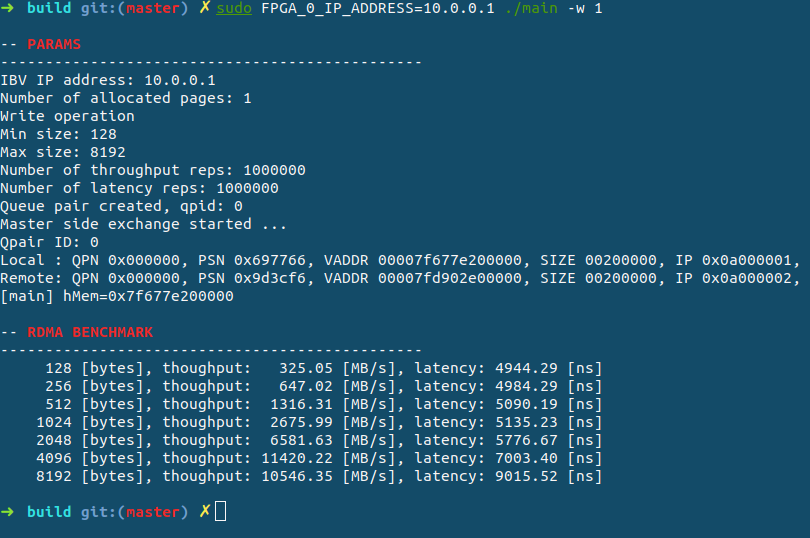 ➜ build git:(master) ✗ sudo FPGA_0_IP_ADDRESS=10.0.0.1 ./main -w 1
-- PARAMS
-----------------------------------------------
IBV IP address: 10.0.0.1
Number of allocated pages: 1
Write operation
Min size: 128
Max size: 8192
Number of throughput reps: 1000000
Number of latency reps: 1000000
Queue pair created, qpid: 0
Master side exchange started ...
Qpair ID: 0
Local : QPN 0x000000, PSN 0x697766, VADDR 00007f677e200000, SIZE 00200000, IP 0x0a000001,
Remote: QPN 0x000000, PSN 0x9d3cf6, VADDR 00007fd902e00000, SIZE 00200000, IP 0x0a000002,
[main] hMem=0x7f677e200000
-- RDMA BENCHMARK
-----------------------------------------------
128 [bytes], thoughput: 325.05 [MB/s], latency: 4944.29 [ns]
256 [bytes], thoughput: 647.02 [MB/s], latency: 4984.29 [ns]
512 [bytes], thoughput: 1316.31 [MB/s], latency: 5090.19 [ns]
1024 [bytes], thoughput: 2675.99 [MB/s], latency: 5135.23 [ns]
2048 [bytes], thoughput: 6581.63 [MB/s], latency: 5776.67 [ns]
4096 [bytes], thoughput: 11420.22 [MB/s], latency: 7003.40 [ns]
8192 [bytes], thoughput: 10546.35 [MB/s], latency: 9015.52 [ns]
➜ build git:(master) ✗